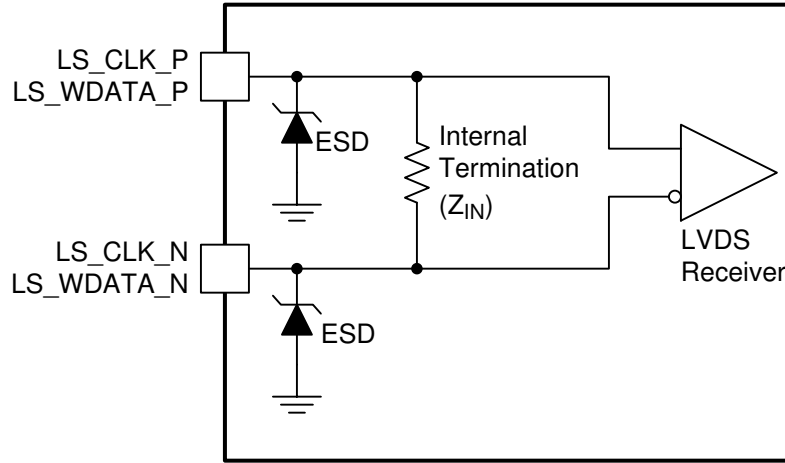 LS_CLK_P
LS_WDATA_P
ESD
Internal
Termination
(Z_IN)
LS_CLK_N
LS_WDATA_N
ESD
LVDS
Receiver